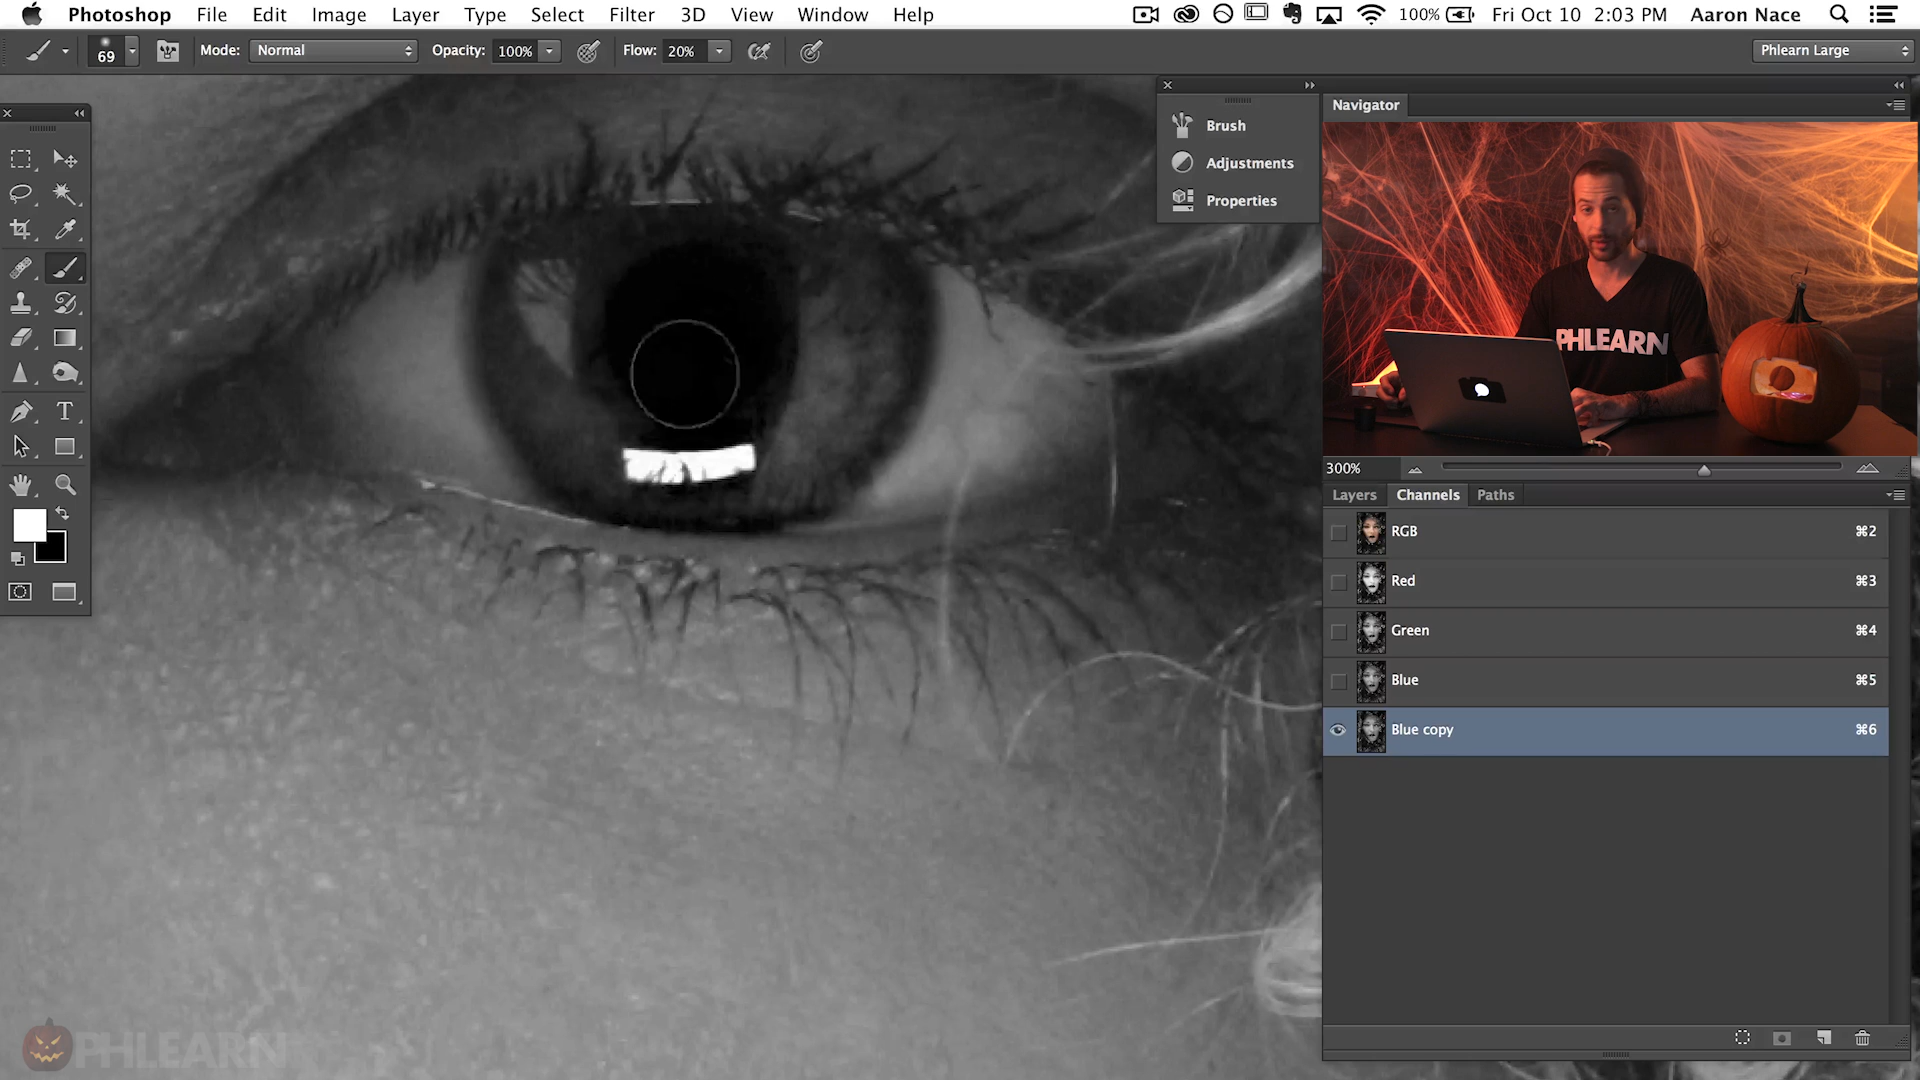 Photoshop File Edit Image Layer Type Select Filter 3D View Window Help 100% Fri Oct 10 2:03 PM Aaron Nace
69 Mode: Normal Opacity: 100% Flow: 20% Phlearn Large
Navigator
Brush
Adjustments
Properties
PHLEARN
300%
Layers Channels Paths
RGB ⌘2
Red ⌘3
Green ⌘4
Blue ⌘5
Blue copy ⌘6
PHLEARN